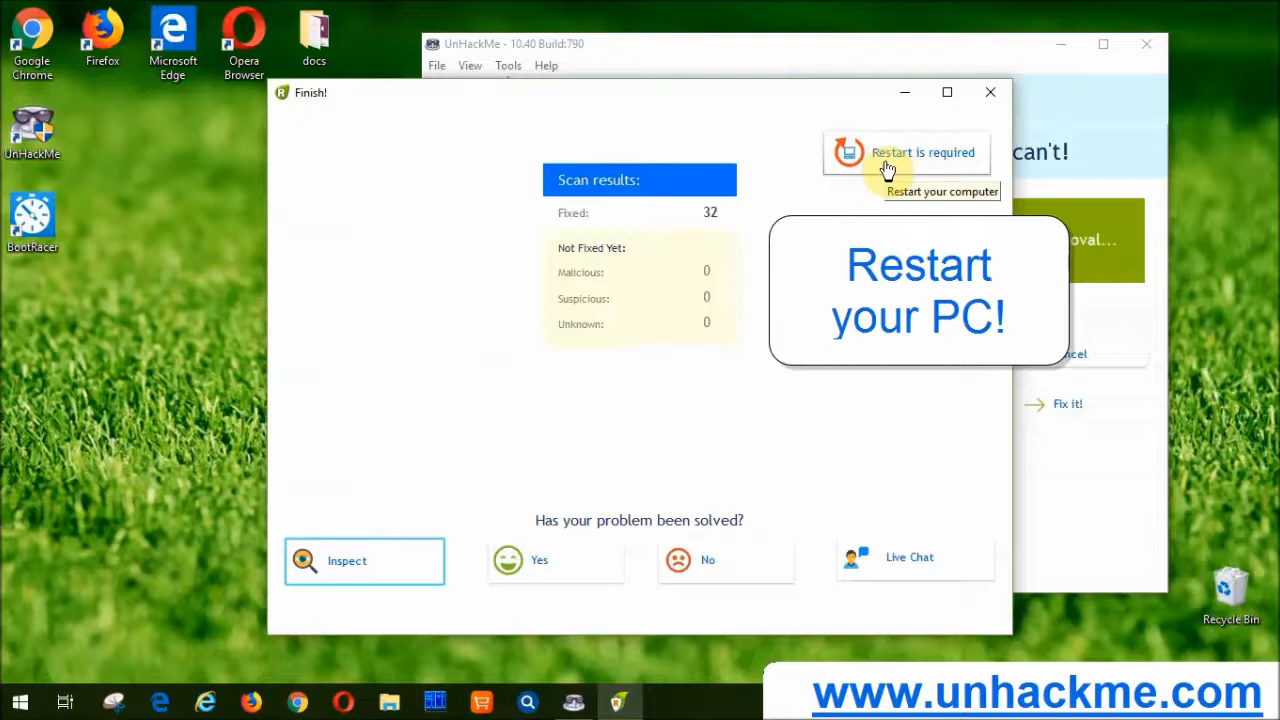 Google
Chrome
Firefox
Microsoft
Edge
Opera
Browser
docs
UnHackMe
BootRacer
UnHackMe - 10.40 Build:790
File View Tools Help
Finish!
Restart is required
Restart your computer
can't!
Scan results:
Fixed: 32
Not Fixed Yet:
Malicious: 0
Suspicious: 0
Unknown: 0
oval...
Restart
your PC!
ncel
Fix it!
Has your problem been solved?
Inspect
Yes
No
Live Chat
Recycle Bin
www.unhackme.com